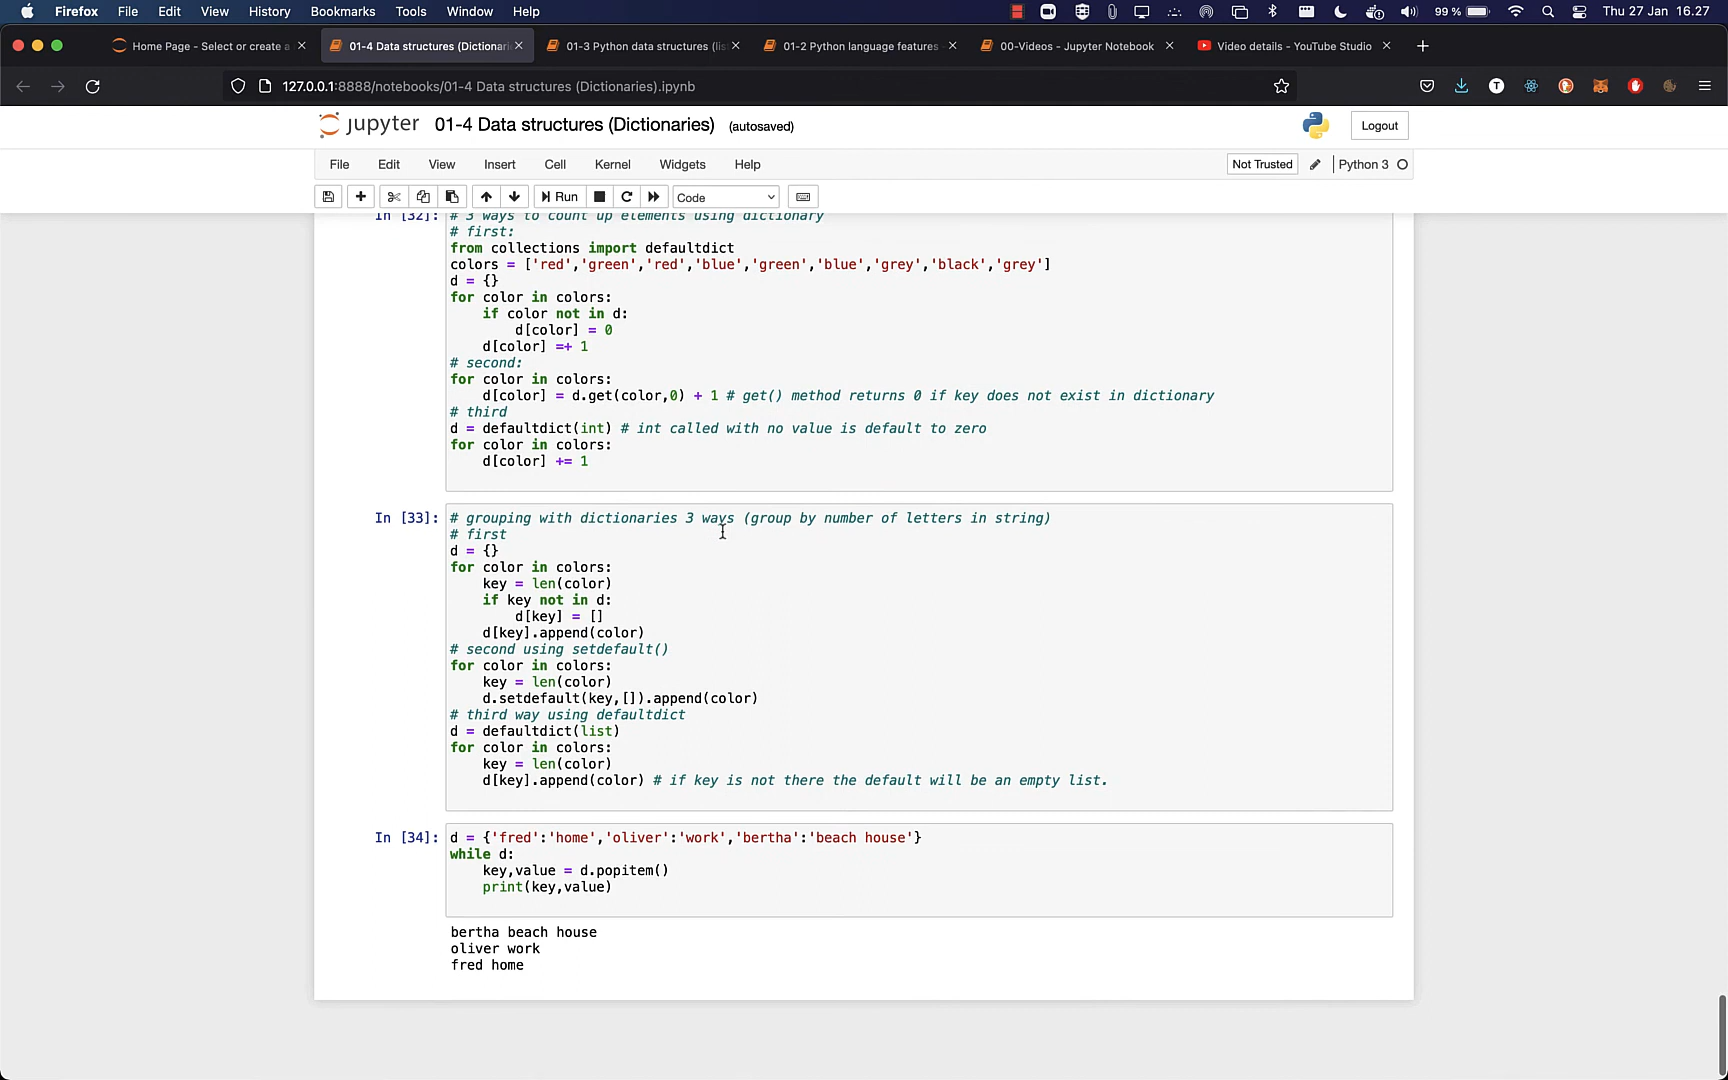 Firefox File Edit View History Bookmarks Tools Window Help 99 % Thu 27 Jan 16.27
Home Page - Select or create a 01-4 Data structures (Dictionari 01-3 Python data structures (lis 01-2 Python language features - 00-Videos - Jupyter Notebook Video details - YouTube Studio
127.0.0.1:8888/notebooks/01-4 Data structures (Dictionaries).ipynb
jupyter 01-4 Data structures (Dictionaries) (autosaved) Logout
File Edit View Insert Cell Kernel Widgets Help Not Trusted Python 3
Run Code
In [32]: # 3 ways to count up elements using dictionary
# first:
from collections import defaultdict
colors = ['red','green','red','blue','green','blue','grey','black','grey']
d = {}
for color in colors:
    if color not in d:
        d[color] = 0
    d[color] =+ 1
# second:
for color in colors:
    d[color] = d.get(color,0) + 1 # get() method returns 0 if key does not exist in dictionary
# third
d = defaultdict(int) # int called with no value is default to zero
for color in colors:
    d[color] += 1
In [33]: # grouping with dictionaries 3 ways (group by number of letters in string)
# first
d = {}
for color in colors:
    key = len(color)
    if key not in d:
        d[key] = []
    d[key].append(color)
# second using setdefault()
for color in colors:
    key = len(color)
    d.setdefault(key,[]).append(color)
# third way using defaultdict
d = defaultdict(list)
for color in colors:
    key = len(color)
    d[key].append(color) # if key is not there the default will be an empty list.
In [34]: d = {'fred':'home','oliver':'work','bertha':'beach house'}
while d:
    key,value = d.popitem()
    print(key,value)
bertha beach house
oliver work
fred home